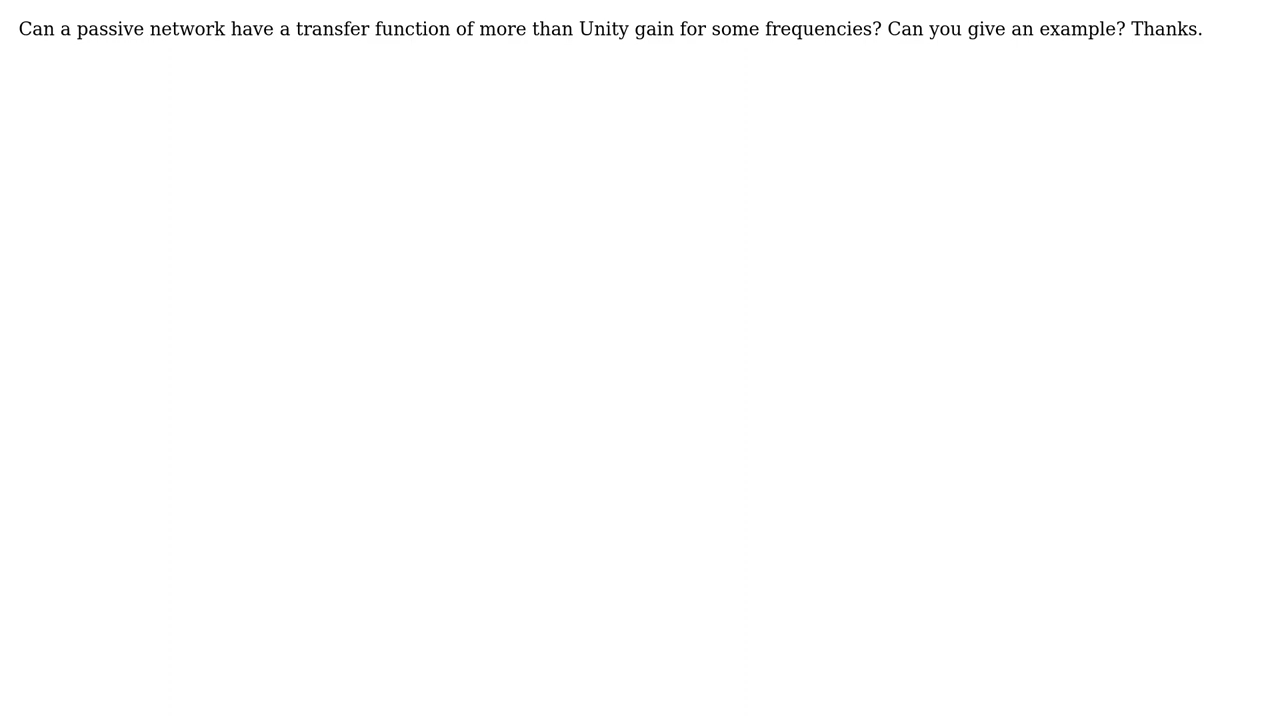 Can a passive network have a transfer function of more than Unity gain for some frequencies? Can you give an example? Thanks.